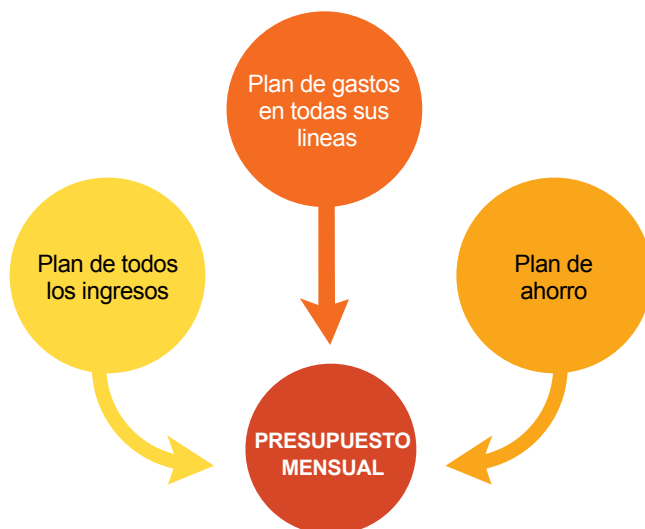 Plan de gastos
en todas sus
lineas
Plan de todos
los ingresos
Plan de
ahorro
PRESUPUESTO
MENSUAL